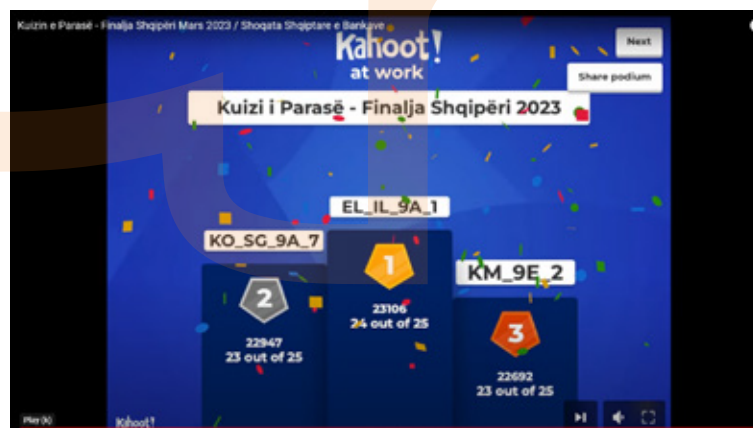 Kuizin e Parasë - Finalja Shqipëri Mars 2023 / Shoqata Shqiptare e Bankave
Kahoot!
at work
Next
Share podium
Kuizi i Parasë - Finalja Shqipëri 2023
EL_IL_9A_1
KO_SG_9A_7
KM_9E_2
1
2
3
23106
24 out of 25
22947
23 out of 25
22692
23 out of 25
Play (k)
Kahoot!